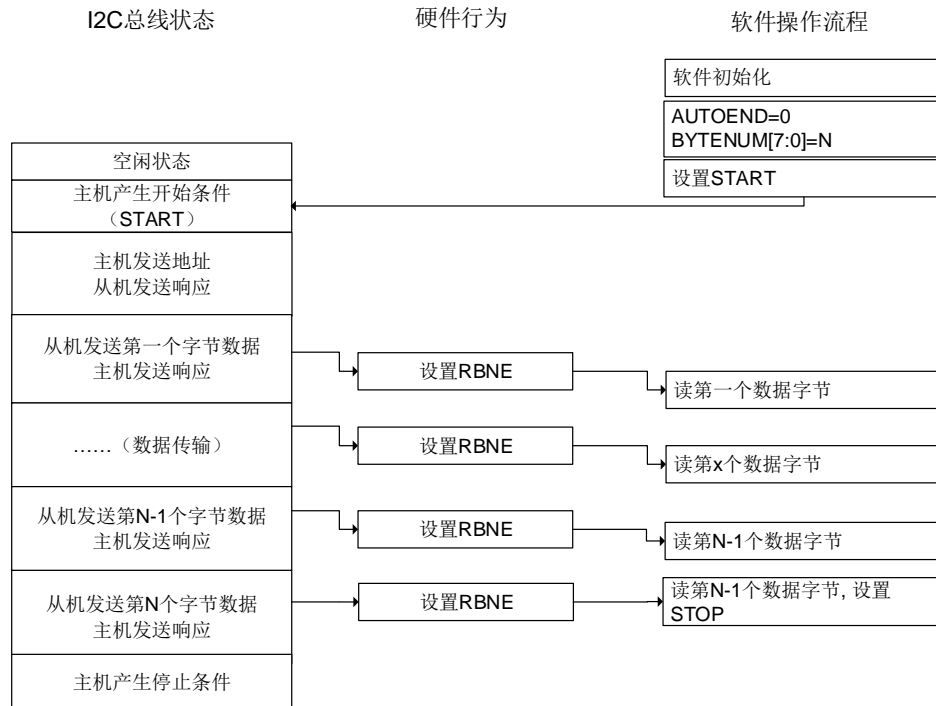 I2C总线状态
硬件行为
软件操作流程
软件初始化
AUTOEND=0
BYTENUM[7:0]=N
设置START
空闲状态
主机产生开始条件
（START）
主机发送地址
从机发送响应
从机发送第一个字节数据
主机发送响应
设置RBNE
读第一个数据字节
……（数据传输）
设置RBNE
读第x个数据字节
从机发送第N-1个字节数据
主机发送响应
设置RBNE
读第N-1个数据字节
从机发送第N个字节数据
主机发送响应
设置RBNE
读第N-1个数据字节, 设置
STOP
主机产生停止条件